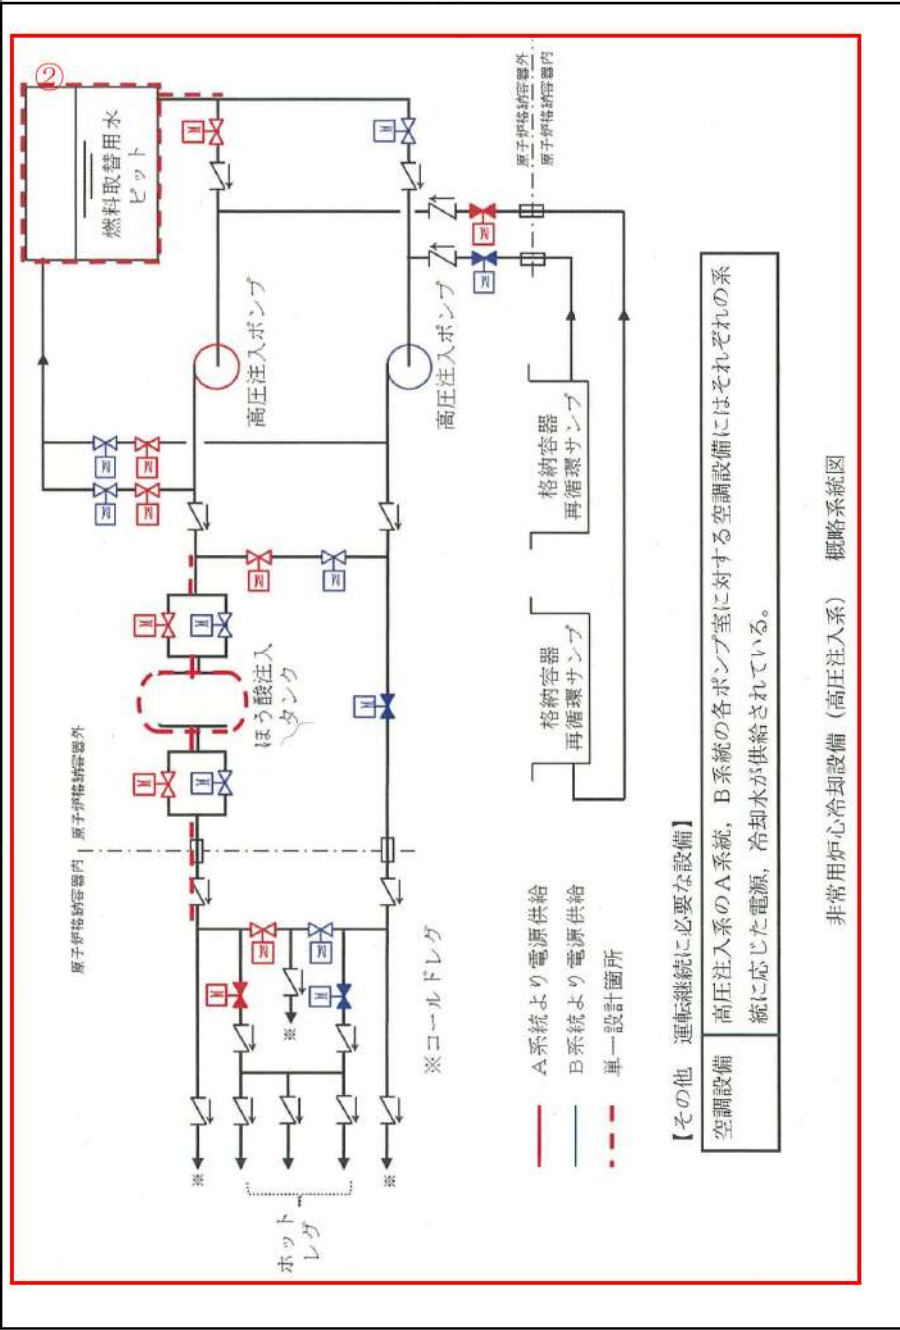 ②
燃料取替用水
ピット
原子炉格納容器外
原子炉格納容器内
M
M
M
M
高圧注入ポンプ
高圧注入ポンプ
M
M
M
M
M
M
格納容器
再循環サンプ
格納容器
再循環サンプ
M
M
ほう酸注入
タンク
M
M
M
原子炉格納容器外
原子炉格納容器内
M
M
M
M
※
※コールドレグ
※
※
ホット
レグ
A系統より電源供給
B系統より電源供給
単一設計箇所
【その他 運転継続に必要な設備】
空調設備
高圧注入系のA系統，B系統の各ポンプ室に対する空調設備にはそれぞれの系
統に応じた電源，冷却水が供給されている。
非常用炉心冷却設備（高圧注入系） 概略系統図